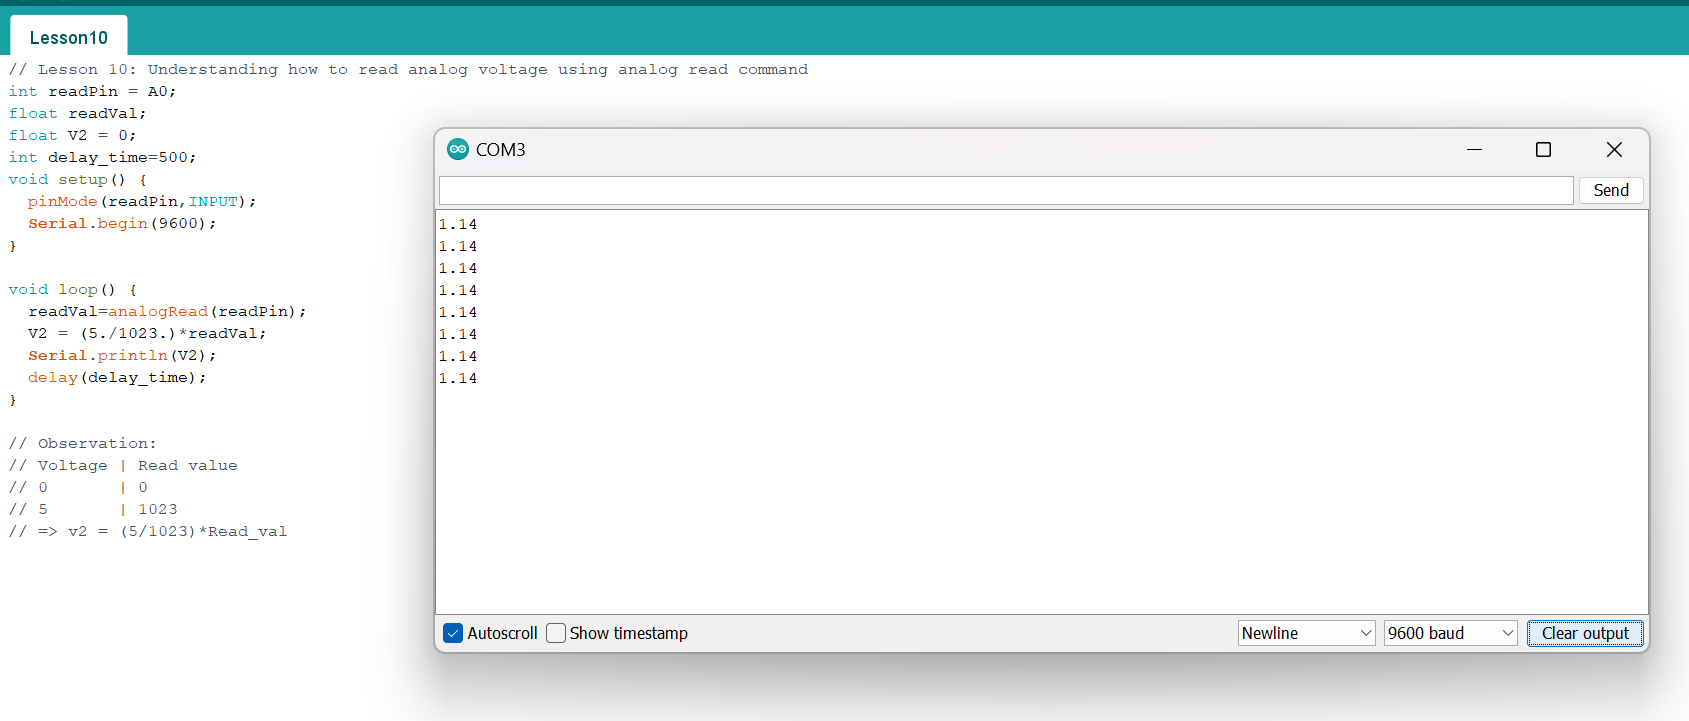 Lesson10
// Lesson 10: Understanding how to read analog voltage using analog read command
int readPin = A0;
float readVal;
float V2 = 0;
int delay_time=500;
void setup() {
  pinMode(readPin,INPUT);
  Serial.begin(9600);
}

void loop() {
  readVal=analogRead(readPin);
  V2 = (5./1023.)*readVal;
  Serial.println(V2);
  delay(delay_time);
}

// Observation:
// Voltage | Read value
// 0       | 0
// 5       | 1023
// => v2 = (5/1023)*Read_val
COM3
Send
1.14
1.14
1.14
1.14
1.14
1.14
1.14
1.14
Autoscroll Show timestamp Newline 9600 baud Clear output